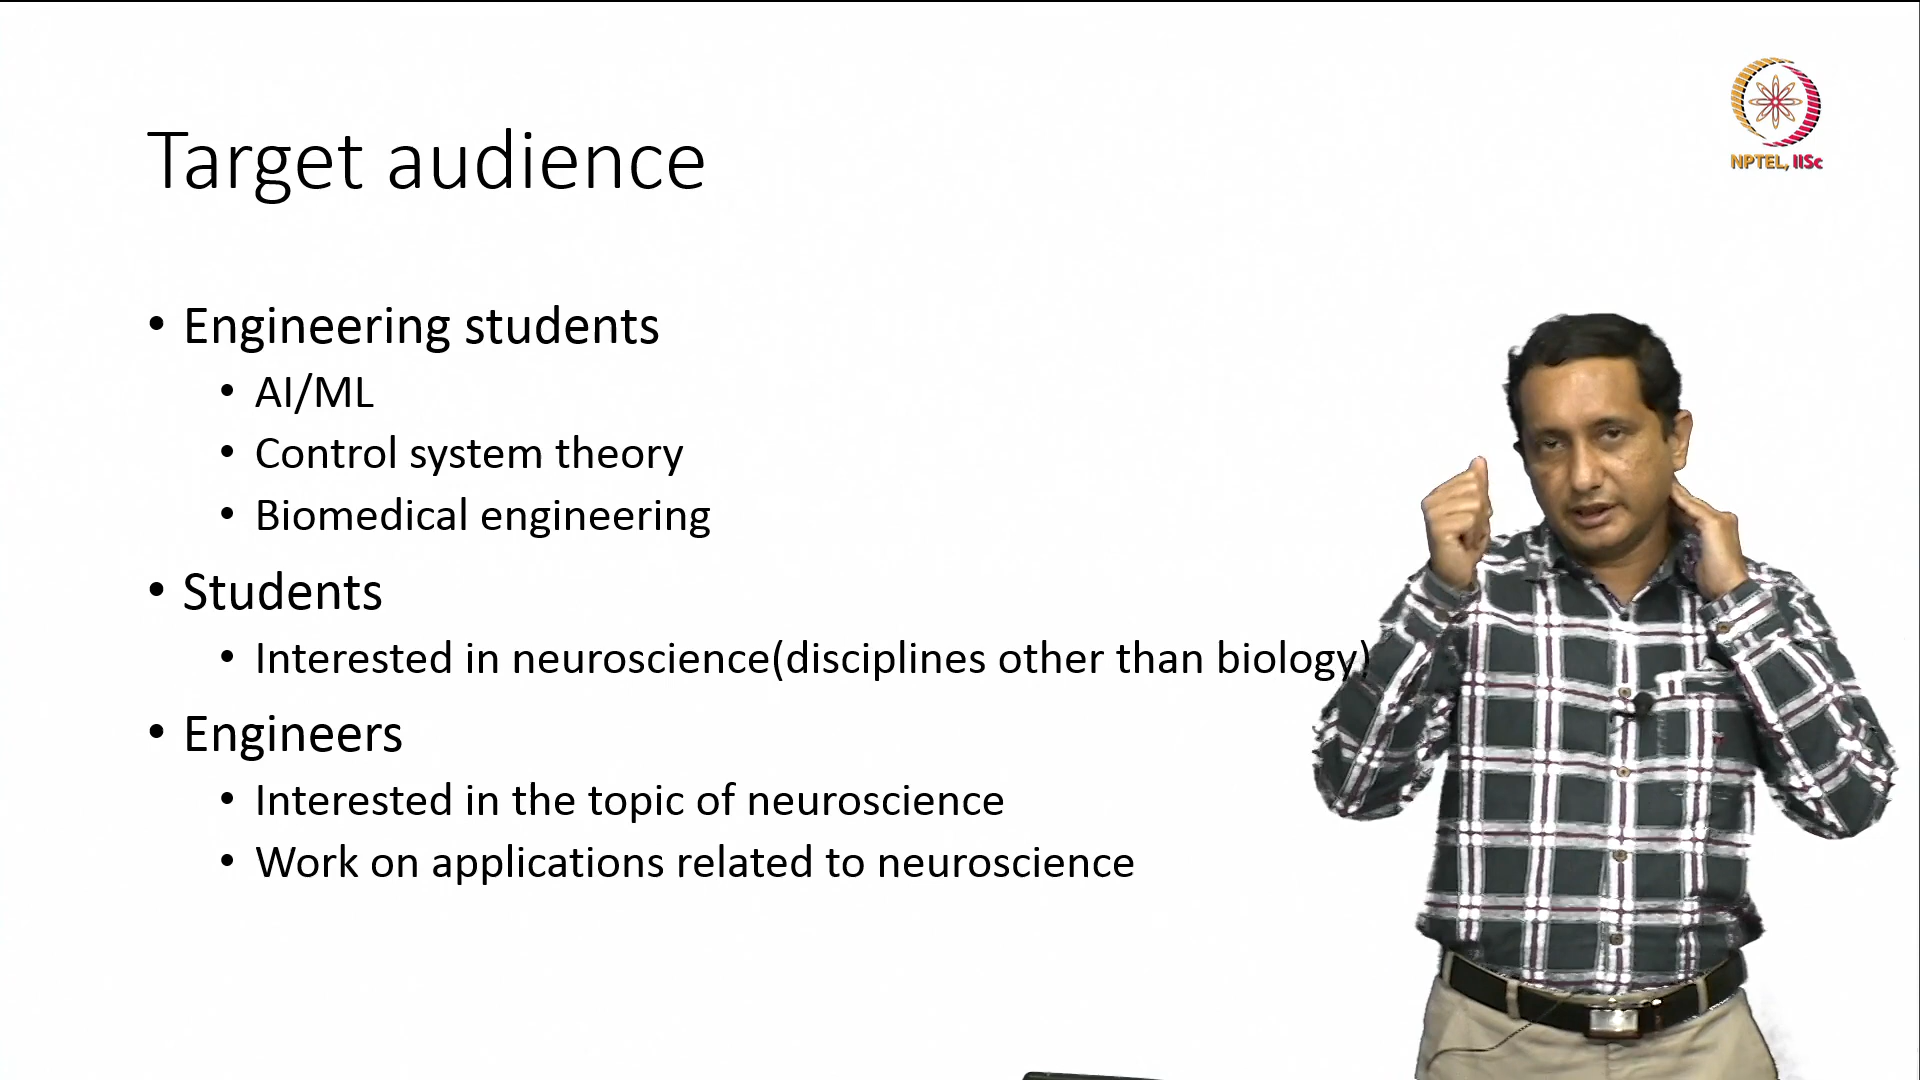 NPTEL, IISc
Target audience
• Engineering students
• AI/ML
• Control system theory
• Biomedical engineering
• Students
• Interested in neuroscience(disciplines other than biology)
• Engineers
• Interested in the topic of neuroscience
• Work on applications related to neuroscience